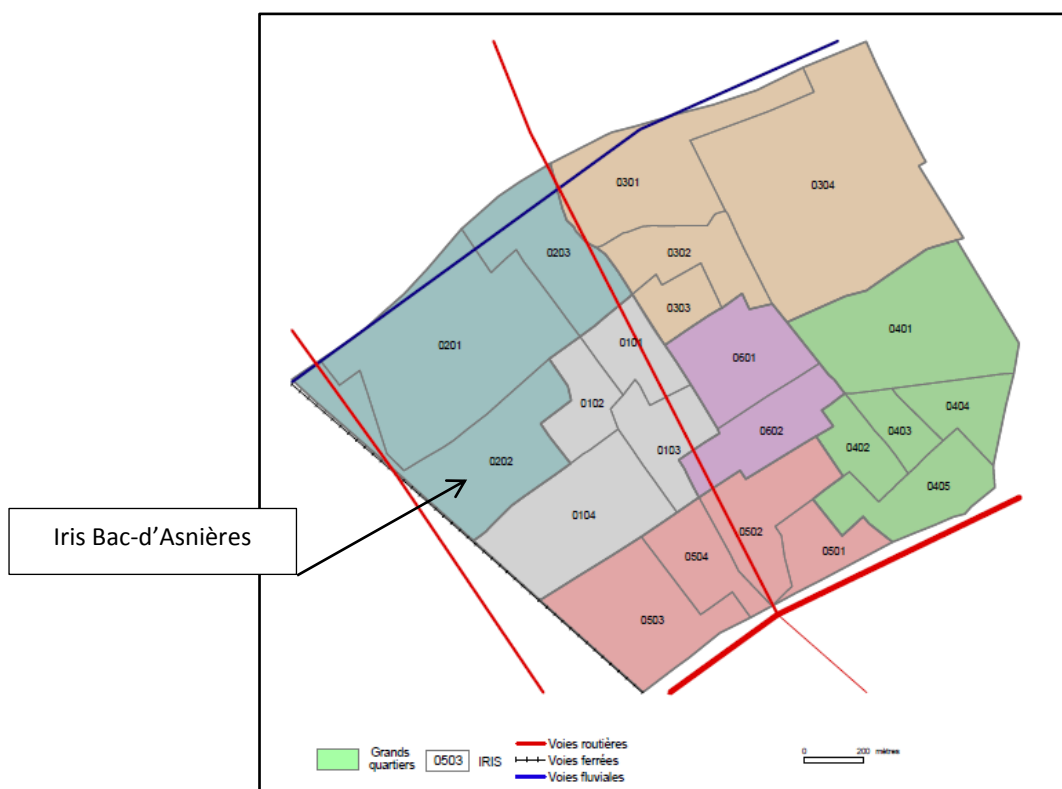 0301
0304
0203
0302
0303
0401
0201
0101
0601
0102
0404
0403
0602
0402
0103
0202
0405
0104
0502
0501
0504
0503
Iris Bac-d’Asnières
Grands
quartiers
0503
IRIS
Voies routières
Voies ferrées
Voies fluviales
0 200 mètres